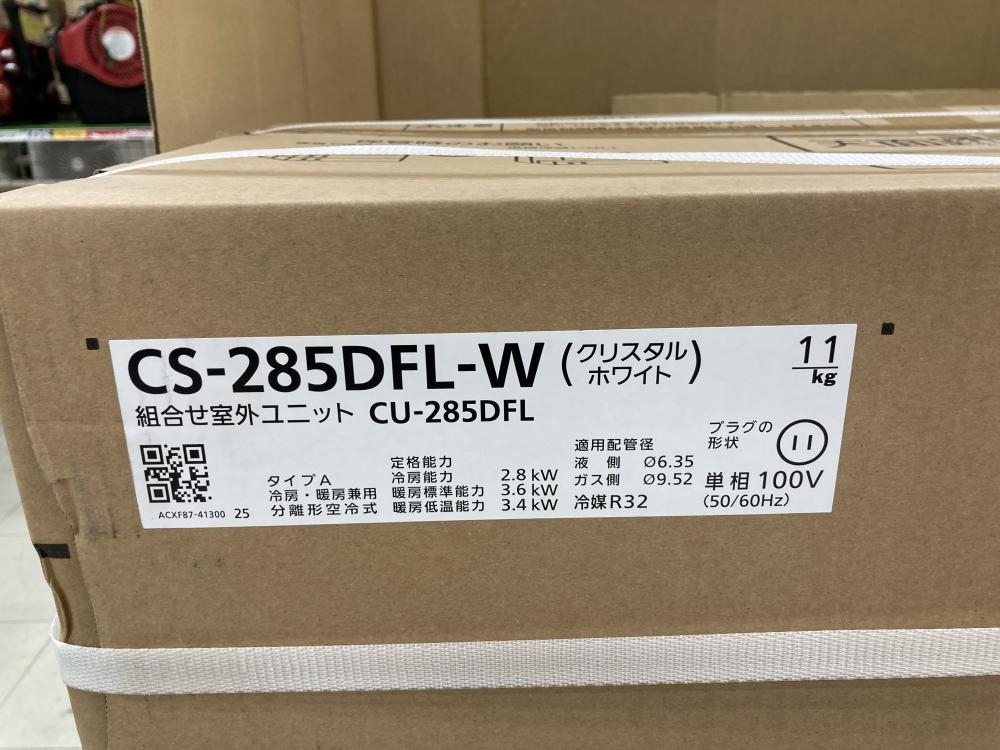 CS-285DFL-W (クリスタルホワイト)
11 kg
組合せ室外ユニット CU-285DFL
ACXF87-41300 25
タイプA
冷房・暖房兼用
分離形空冷式
定格能力
冷房能力 2.8 kW
暖房標準能力 3.6 kW
暖房低温能力 3.4 kW
適用配管径
液 側 Ø6.35
ガス側 Ø9.52
冷媒R32
プラグの
形状
単相 100V
(50/60Hz)